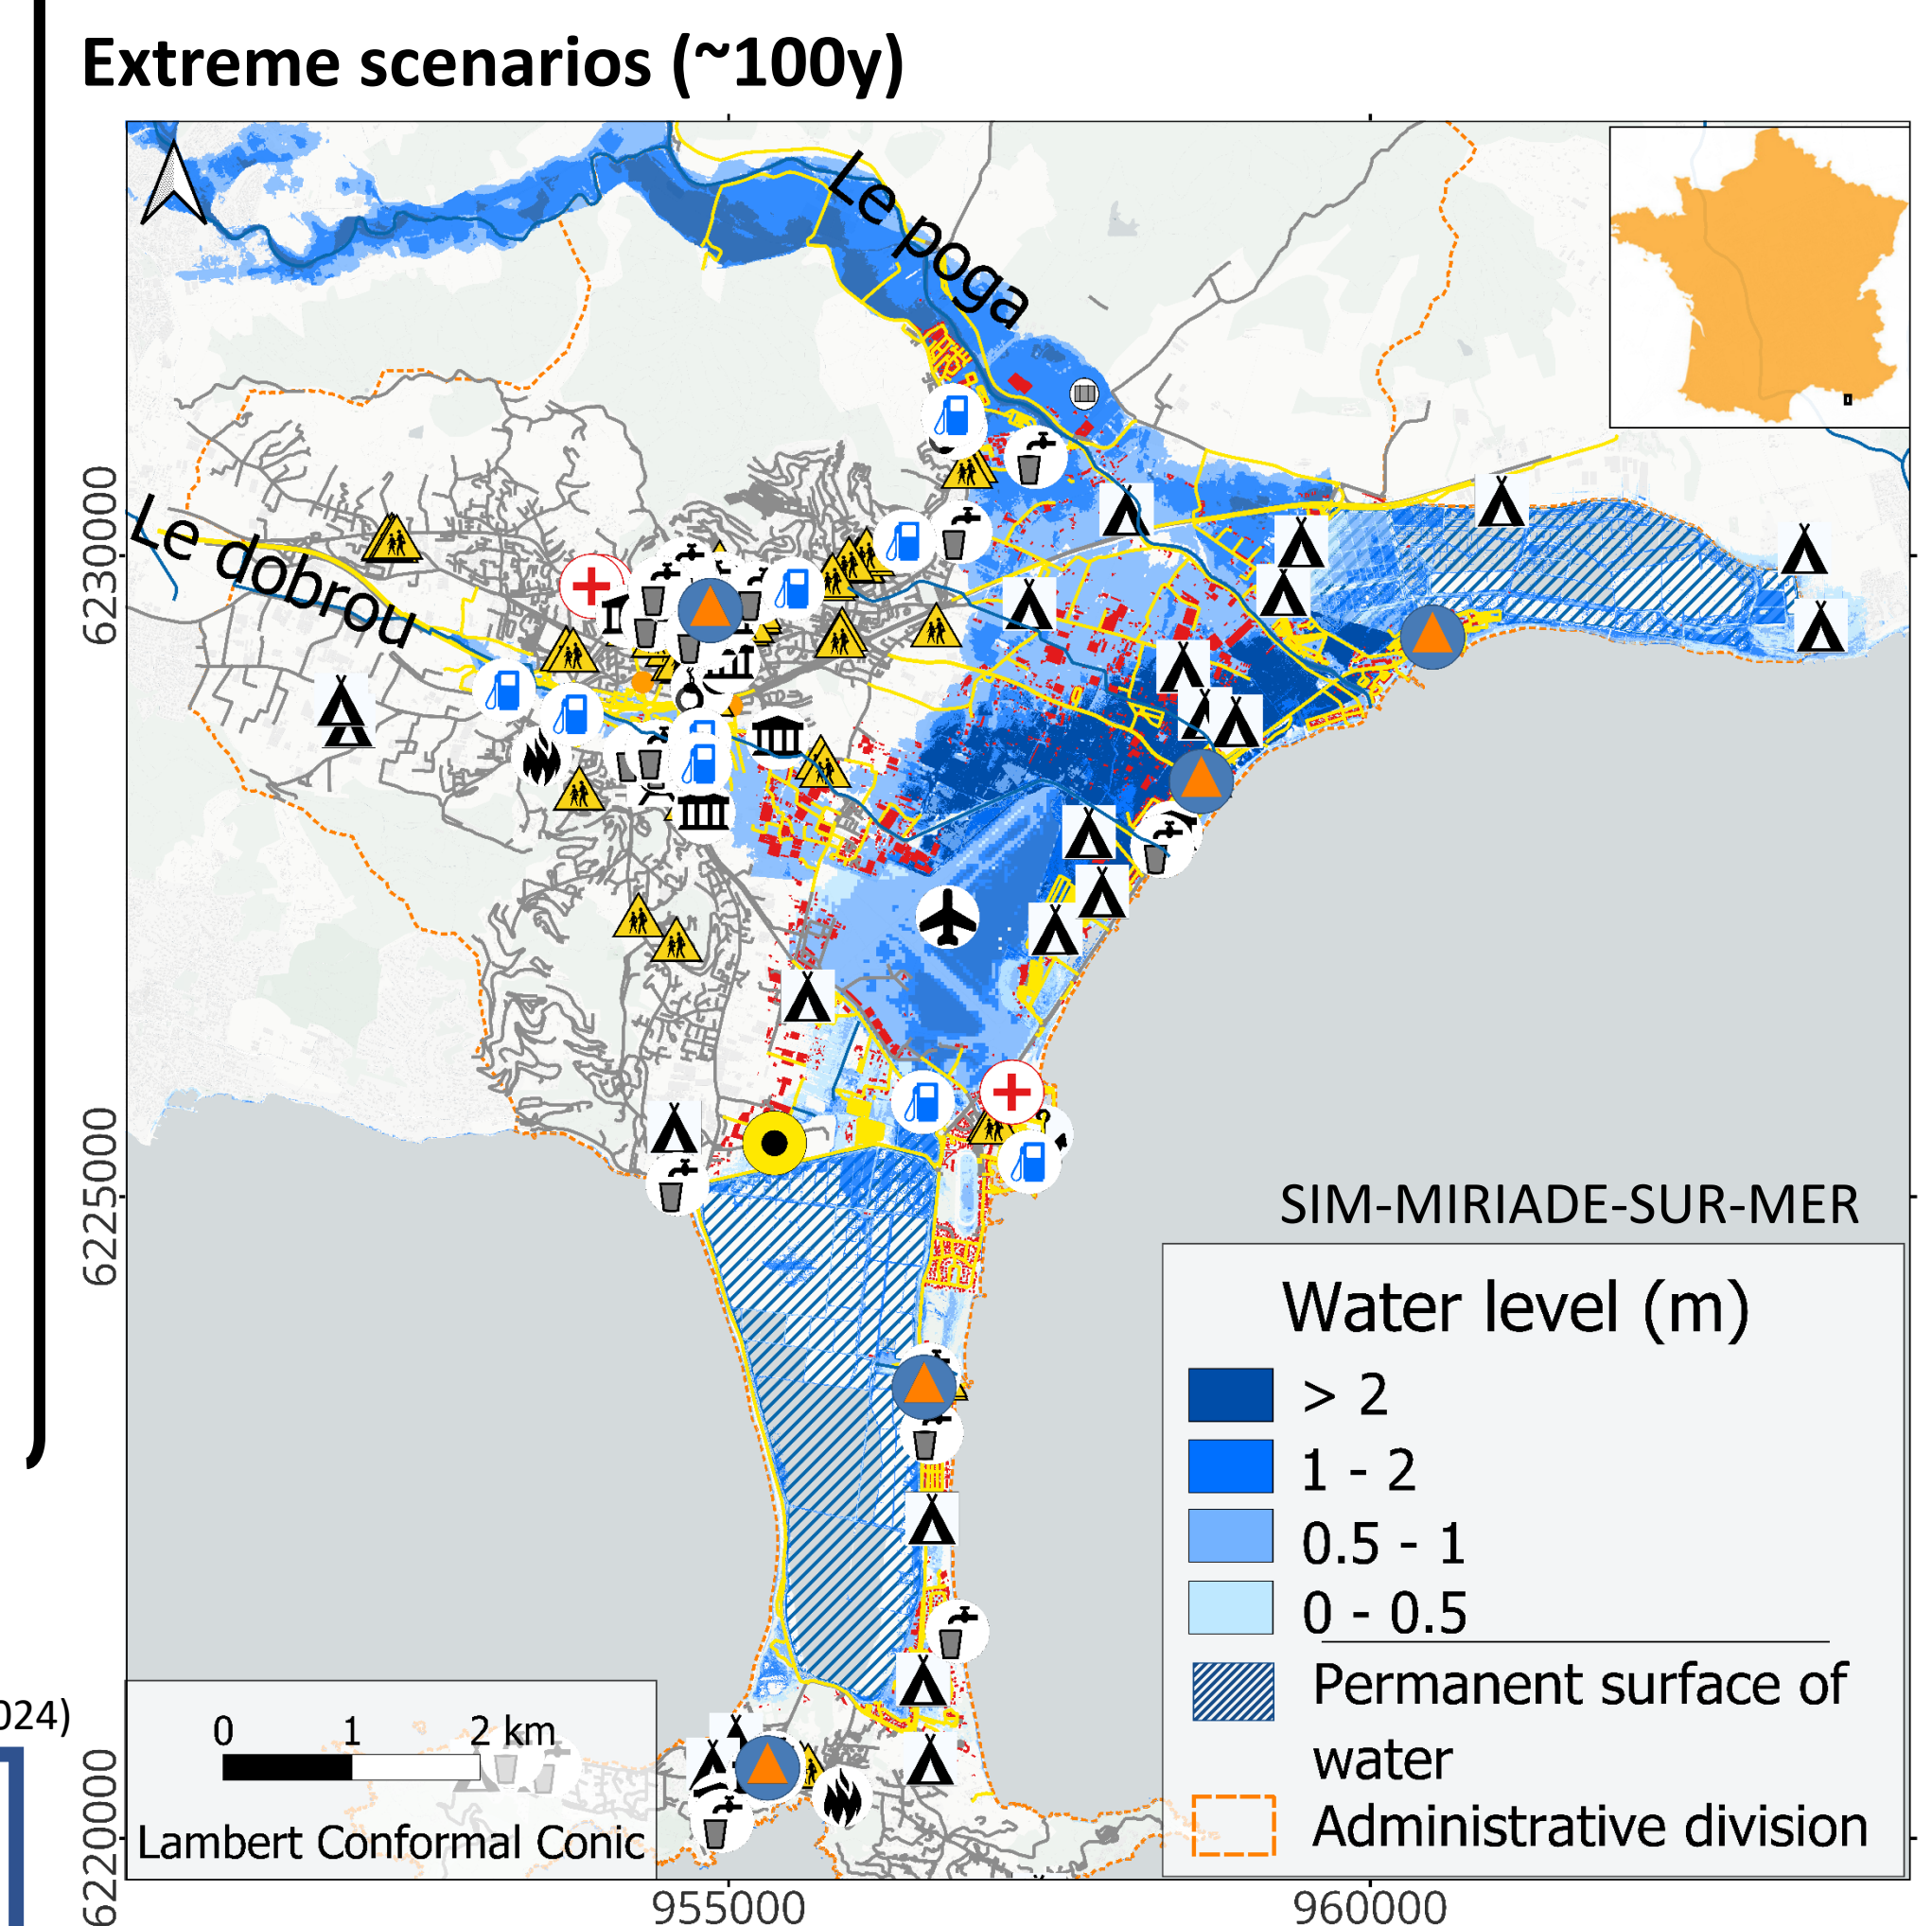 Extreme scenarios (~100y)
Le poga
Le dobrou
6230000
6225000
6220000
SIM-MIRIADE-SUR-MER
Water level (m)
> 2
1 - 2
0.5 - 1
0 - 0.5
Permanent surface of
water
Administrative division
024)
0 1 2 km
Lambert Conformal Conic
955000 960000